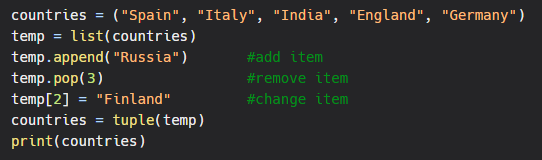 countries = ("Spain", "Italy", "India", "England", "Germany")
temp = list(countries)
temp.append("Russia")       #add item
temp.pop(3)                 #remove item
temp[2] = "Finland"         #change item
countries = tuple(temp)
print(countries)